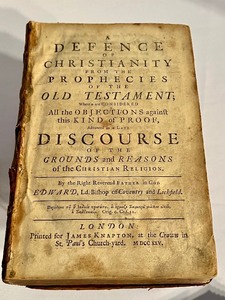 A
DEFENCE
OF
CHRISTIANITY
FROM THE
PROPHECIES
OF THE
OLD TESTAMENT;
Wherein are CONSIDERED
All the OBJECTIONS against
this KIND of PROOF,
Advanced in a LATE
DISCOURSE
OF THE
GROUNDS and REASONS
of the CHRISTIAN RELIGION.
By the Right Reverend FATHER in GOD
EDWARD, Ld. Bishop of Coventry and Lichfield.
LONDON:
Printed for JAMES KNAPTON, at the Crown in
St. Paul's Church-yard.